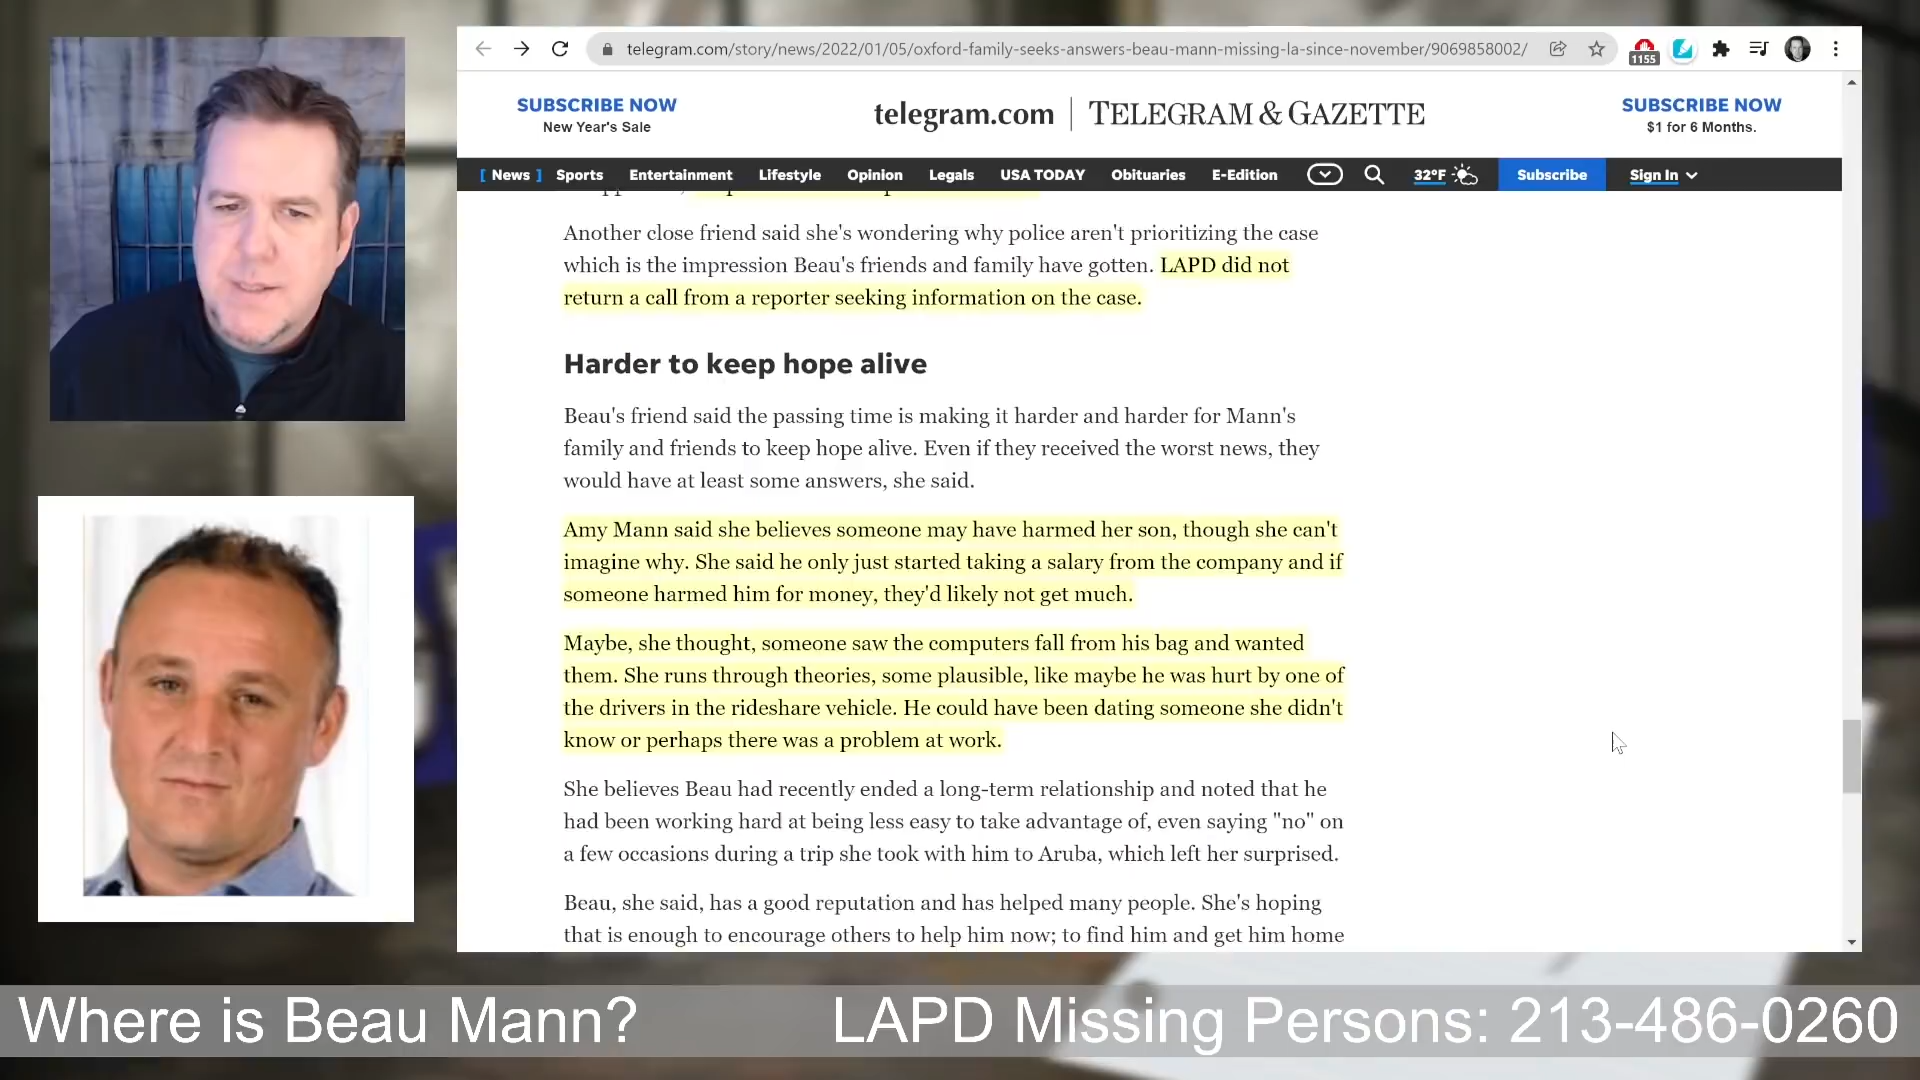 telegram.com/story/news/2022/01/05/oxford-family-seeks-answers-beau-mann-missing-la-since-november/9069858002/
1155
SUBSCRIBE NOW
New Year's Sale
telegram.com | TELEGRAM & GAZETTE
SUBSCRIBE NOW
$1 for 6 Months.
[ News ] Sports Entertainment Lifestyle Opinion Legals USA TODAY Obituaries E-Edition 32°F Subscribe Sign In
Another close friend said she's wondering why police aren't prioritizing the case
which is the impression Beau's friends and family have gotten. LAPD did not
return a call from a reporter seeking information on the case.
Harder to keep hope alive
Beau's friend said the passing time is making it harder and harder for Mann's
family and friends to keep hope alive. Even if they received the worst news, they
would have at least some answers, she said.
Amy Mann said she believes someone may have harmed her son, though she can't
imagine why. She said he only just started taking a salary from the company and if
someone harmed him for money, they'd likely not get much.
Maybe, she thought, someone saw the computers fall from his bag and wanted
them. She runs through theories, some plausible, like maybe he was hurt by one of
the drivers in the rideshare vehicle. He could have been dating someone she didn't
know or perhaps there was a problem at work.
She believes Beau had recently ended a long-term relationship and noted that he
had been working hard at being less easy to take advantage of, even saying "no" on
a few occasions during a trip she took with him to Aruba, which left her surprised.
Beau, she said, has a good reputation and has helped many people. She's hoping
that is enough to encourage others to help him now; to find him and get him home
Where is Beau Mann? LAPD Missing Persons: 213-486-0260